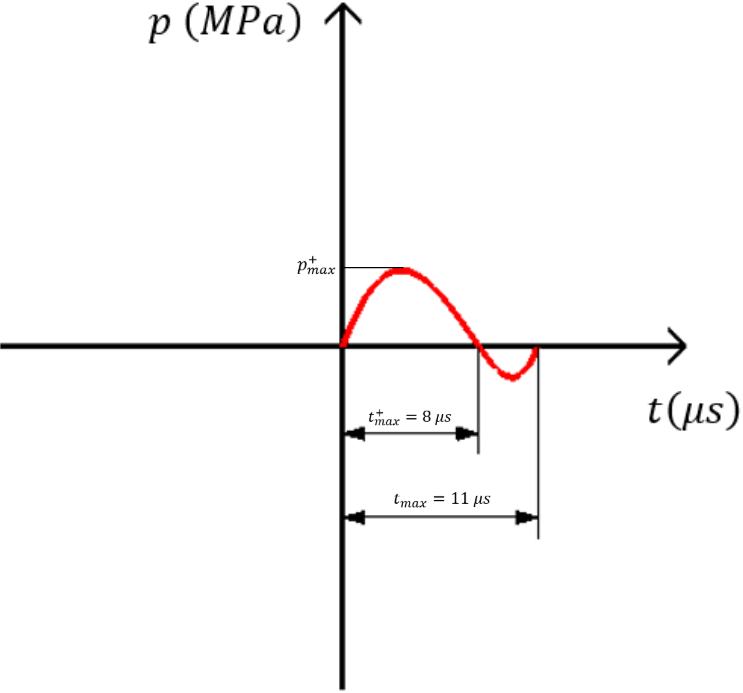 p (MPa)
p⁺max
t(μs)
t⁺max = 8 μs
tmax = 11 μs